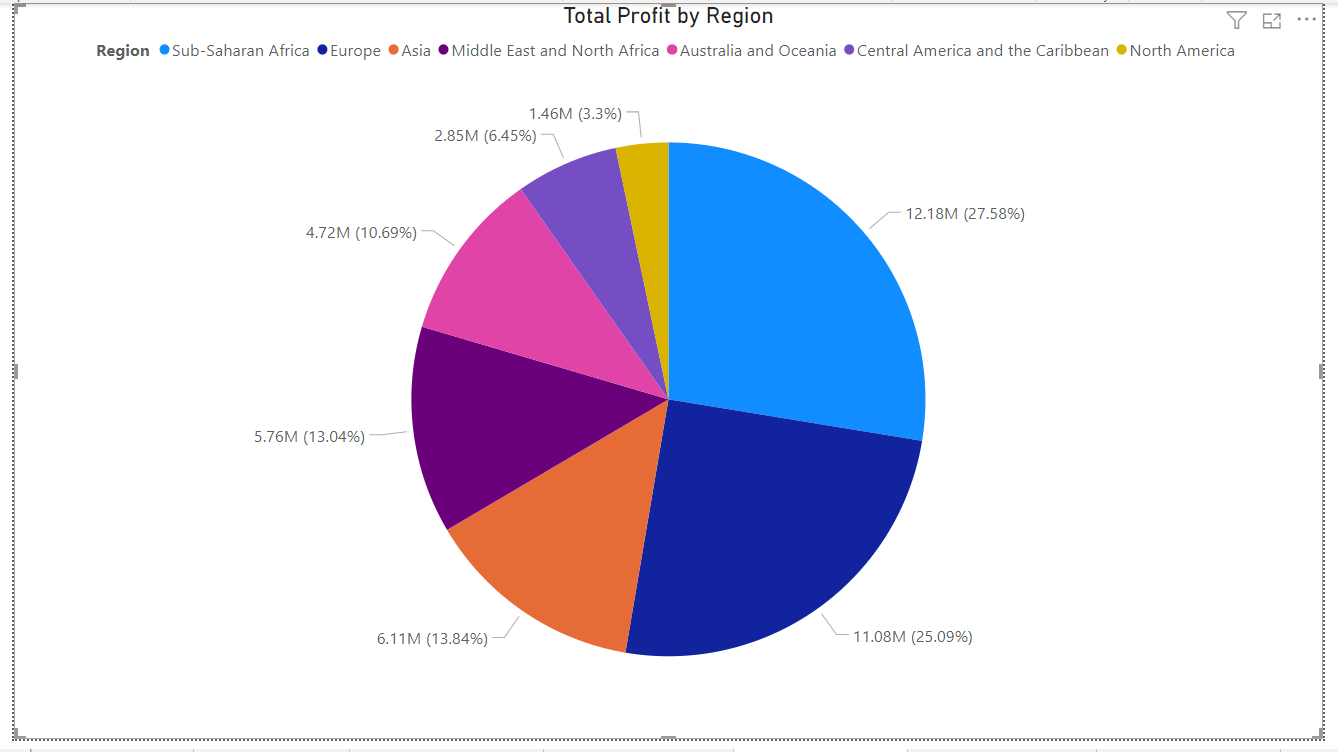 Total Profit by Region
Region Sub-Saharan Africa Europe Asia Middle East and North Africa Australia and Oceania Central America and the Caribbean North America
1.46M (3.3%)
2.85M (6.45%)
12.18M (27.58%)
4.72M (10.69%)
5.76M (13.04%)
6.11M (13.84%)
11.08M (25.09%)